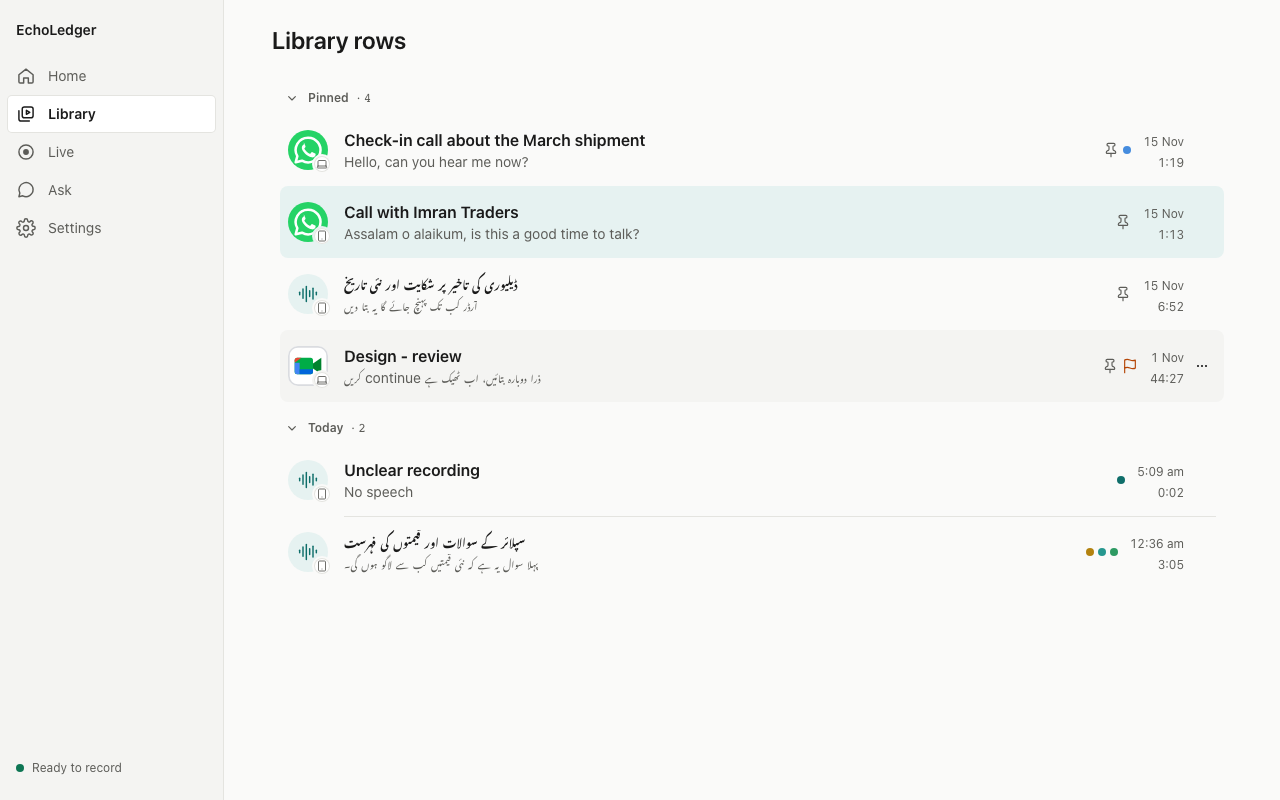 EchoLedger
Home
Library
Live
Ask
Settings
Ready to record
Library rows
Pinned · 4
Check-in call about the March shipment
Hello, can you hear me now?
15 Nov
1:19
Call with Imran Traders
Assalam o alaikum, is this a good time to talk?
15 Nov
1:13
ڈیلیوری کی تاخیر پر شکایت اور نئی تاریخ
آرڈر کب تک پہنچ جائے گا یہ بتا دیں
15 Nov
6:52
Design - review
ذرا دوبارہ بتائیں، اب ٹھیک ہے continue کریں
1 Nov
44:27
Today · 2
Unclear recording
No speech
5:09 am
0:02
سپلائر کے سوالات اور قیمتوں کی فہرست
پہلا سوال یہ ہے کہ نئی قیمتیں کب سے لاگو ہوں گی۔
12:36 am
3:05